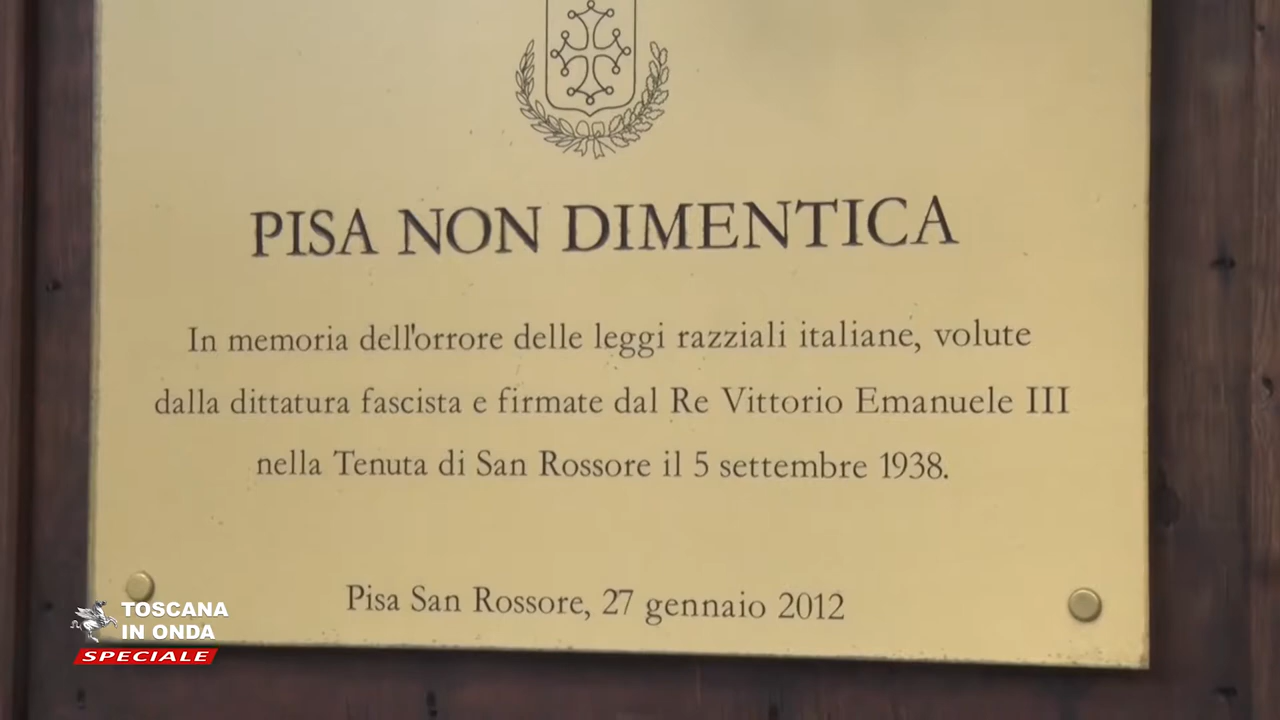 PISA NON DIMENTICA
In memoria dell'orrore delle leggi razziali italiane, volute
dalla dittatura fascista e firmate dal Re Vittorio Emanuele III
nella Tenuta di San Rossore il 5 settembre 1938.
Pisa San Rossore, 27 gennaio 2012
TOSCANA
IN ONDA
SPECIALE